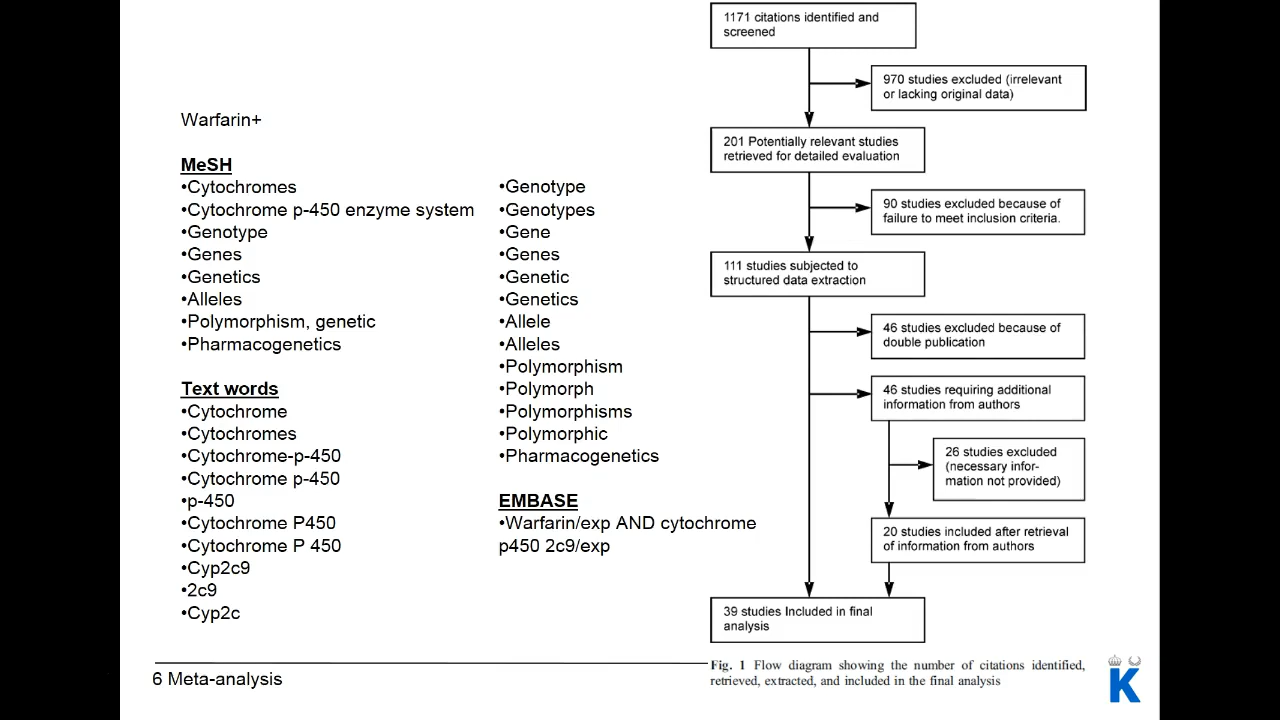 Warfarin+
MeSH
•Cytochromes
•Cytochrome p-450 enzyme system
•Genotype
•Genes
•Genetics
•Alleles
•Polymorphism, genetic
•Pharmacogenetics
Text words
•Cytochrome
•Cytochromes
•Cytochrome-p-450
•Cytochrome p-450
•p-450
•Cytochrome P450
•Cytochrome P 450
•Cyp2c9
•2c9
•Cyp2c
•Genotype
•Genotypes
•Gene
•Genes
•Genetic
•Genetics
•Allele
•Alleles
•Polymorphism
•Polymorph
•Polymorphisms
•Polymorphic
•Pharmacogenetics
EMBASE
•Warfarin/exp AND cytochrome
p450 2c9/exp
1171 citations identified and
screened
970 studies excluded (irrelevant
or lacking original data)
201 Potentially relevant studies
retrieved for detailed evaluation
90 studies excluded because of
failure to meet inclusion criteria.
111 studies subjected to
structured data extraction
46 studies excluded because of
double publication
46 studies requiring additional
information from authors
26 studies excluded
(necessary infor-
mation not provided)
20 studies included after retrieval
of information from authors
39 studies Included in final
analysis
Fig. 1 Flow diagram showing the number of citations identified,
retrieved, extracted, and included in the final analysis
6 Meta-analysis
K